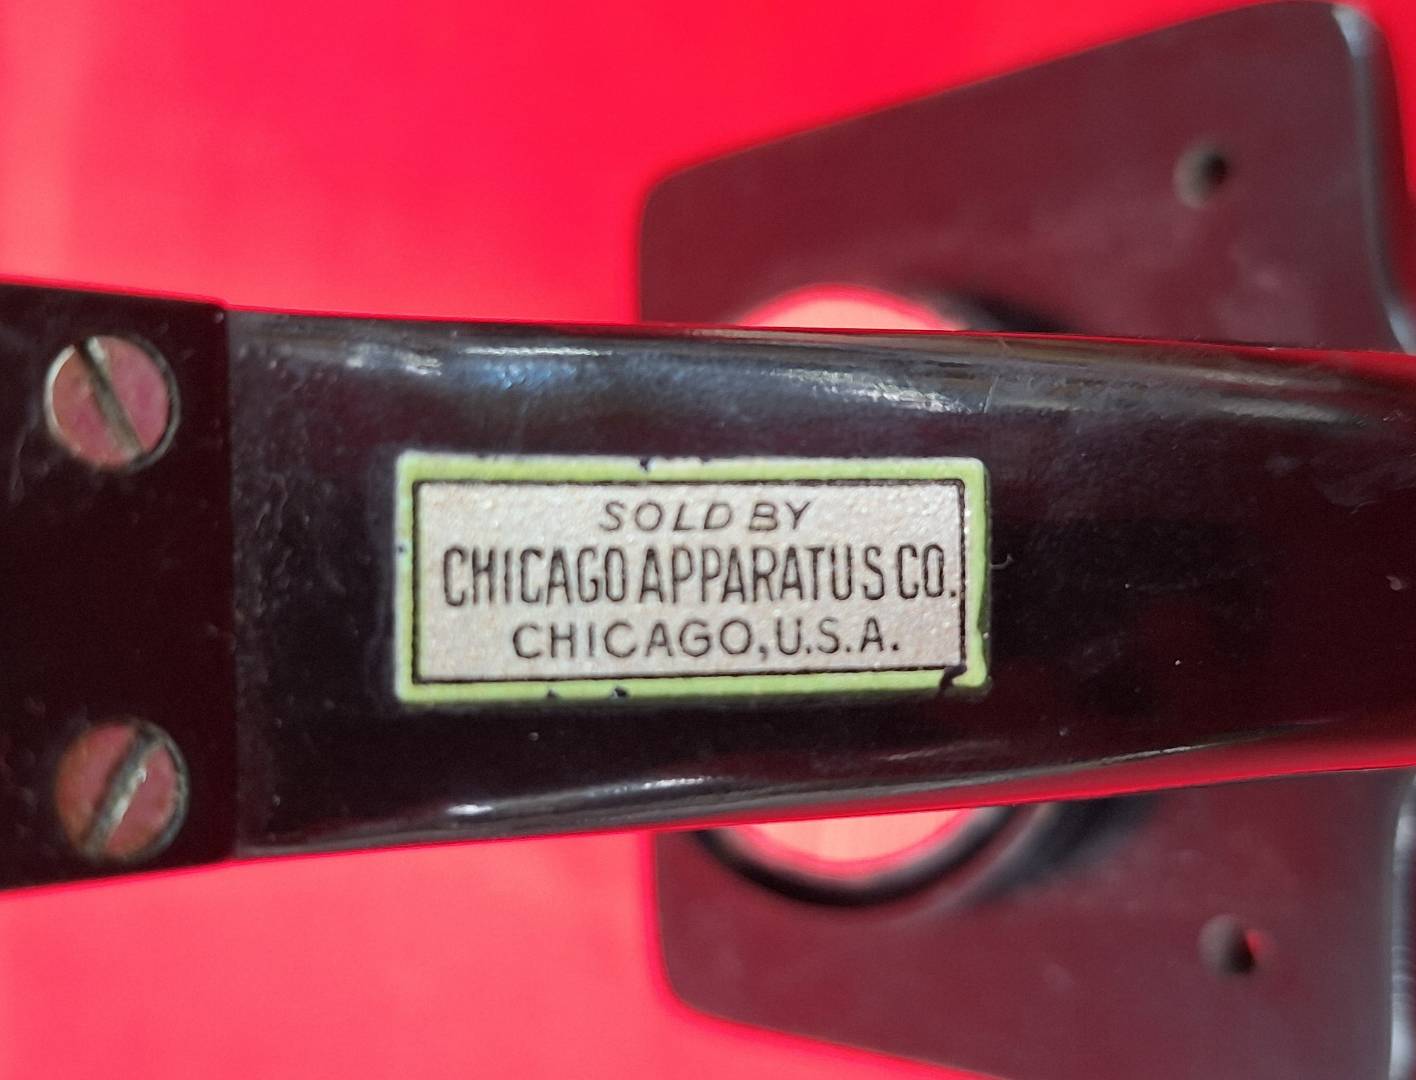 SOLD BY
CHICAGO APPARATUS CO.
CHICAGO, U.S.A.